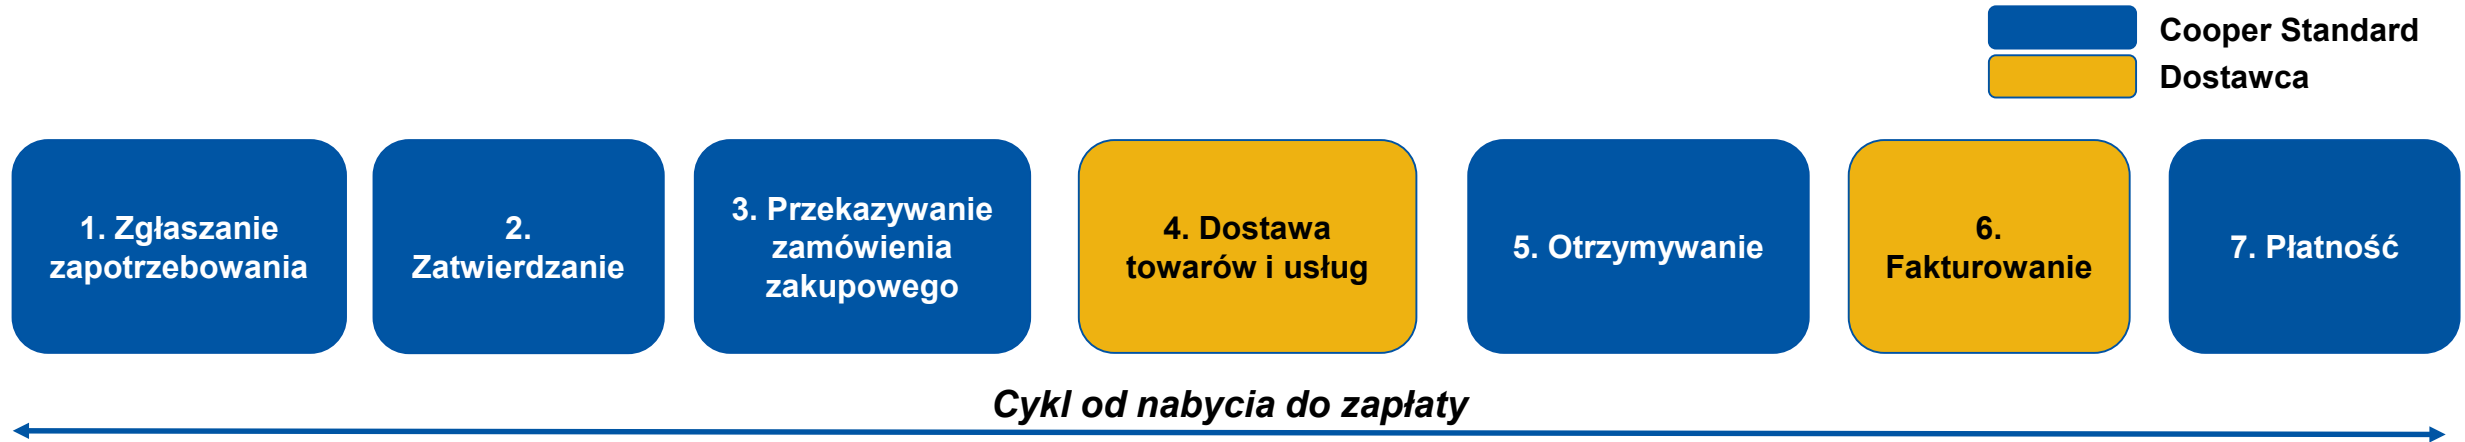 Cooper Standard
Dostawca
1. Zgłaszanie
zapotrzebowania
2.
Zatwierdzanie
3. Przekazywanie
zamówienia
zakupowego
4. Dostawa
towarów i usług
5. Otrzymywanie
6.
Fakturowanie
7. Płatność
Cykl od nabycia do zapłaty